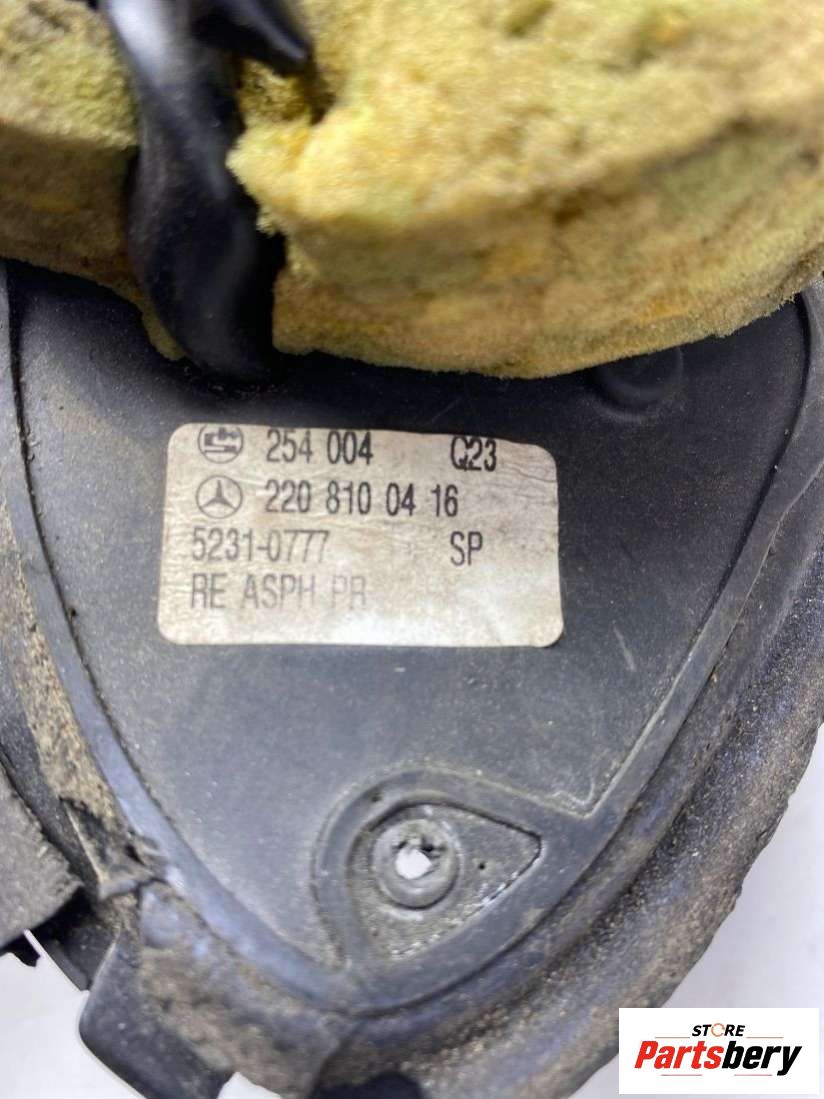 254 004 Q23
220 810 04 16
5231-0777 SP
RE ASPH PR
STORE
Partsbery